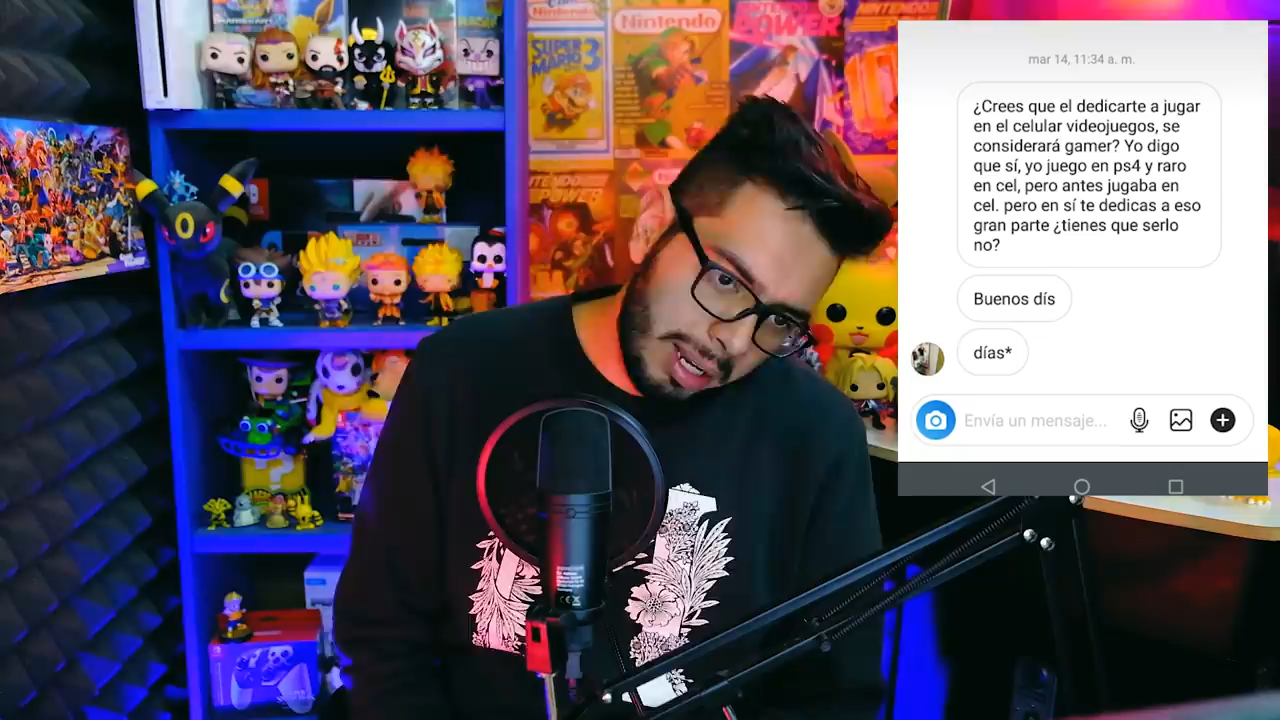 Nintendo
SUPER
MARIO 3
Nintendo
POWER
mar 14, 11:34 a. m.
¿Crees que el dedicarte a jugar
en el celular videojuegos, se
considerará gamer? Yo digo
que sí, yo juego en ps4 y raro
en cel, pero antes jugaba en
cel. pero en sí te dedicas a eso
gran parte ¿tienes que serlo
no?
Buenos dís
días*
Envía un mensaje...